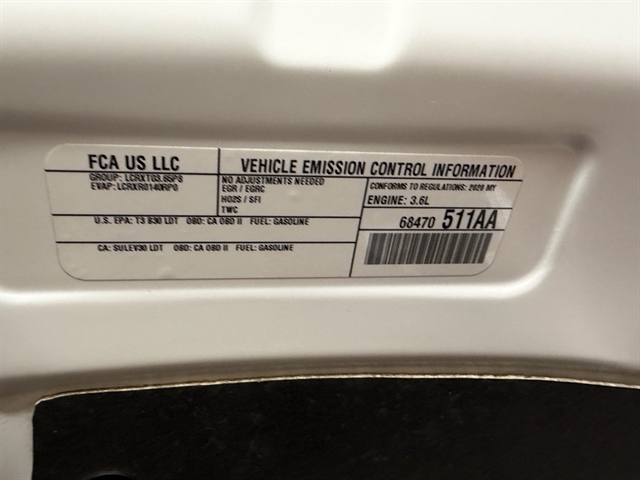 FCA US LLC
GROUP: LCRXT03.65P8
EVAP: LCRXR0140RP0
U.S. EPA: T3 B30 LDT OBD: CA OBD II FUEL: GASOLINE
CA: SULEV30 LDT OBD: CA OBD II FUEL: GASOLINE
VEHICLE EMISSION CONTROL INFORMATION
NO ADJUSTMENTS NEEDED
EGR / EGRC
HO2S / SFI
TWC
CONFORMS TO REGULATIONS: 2020 MY
ENGINE: 3.6L
68470 511AA